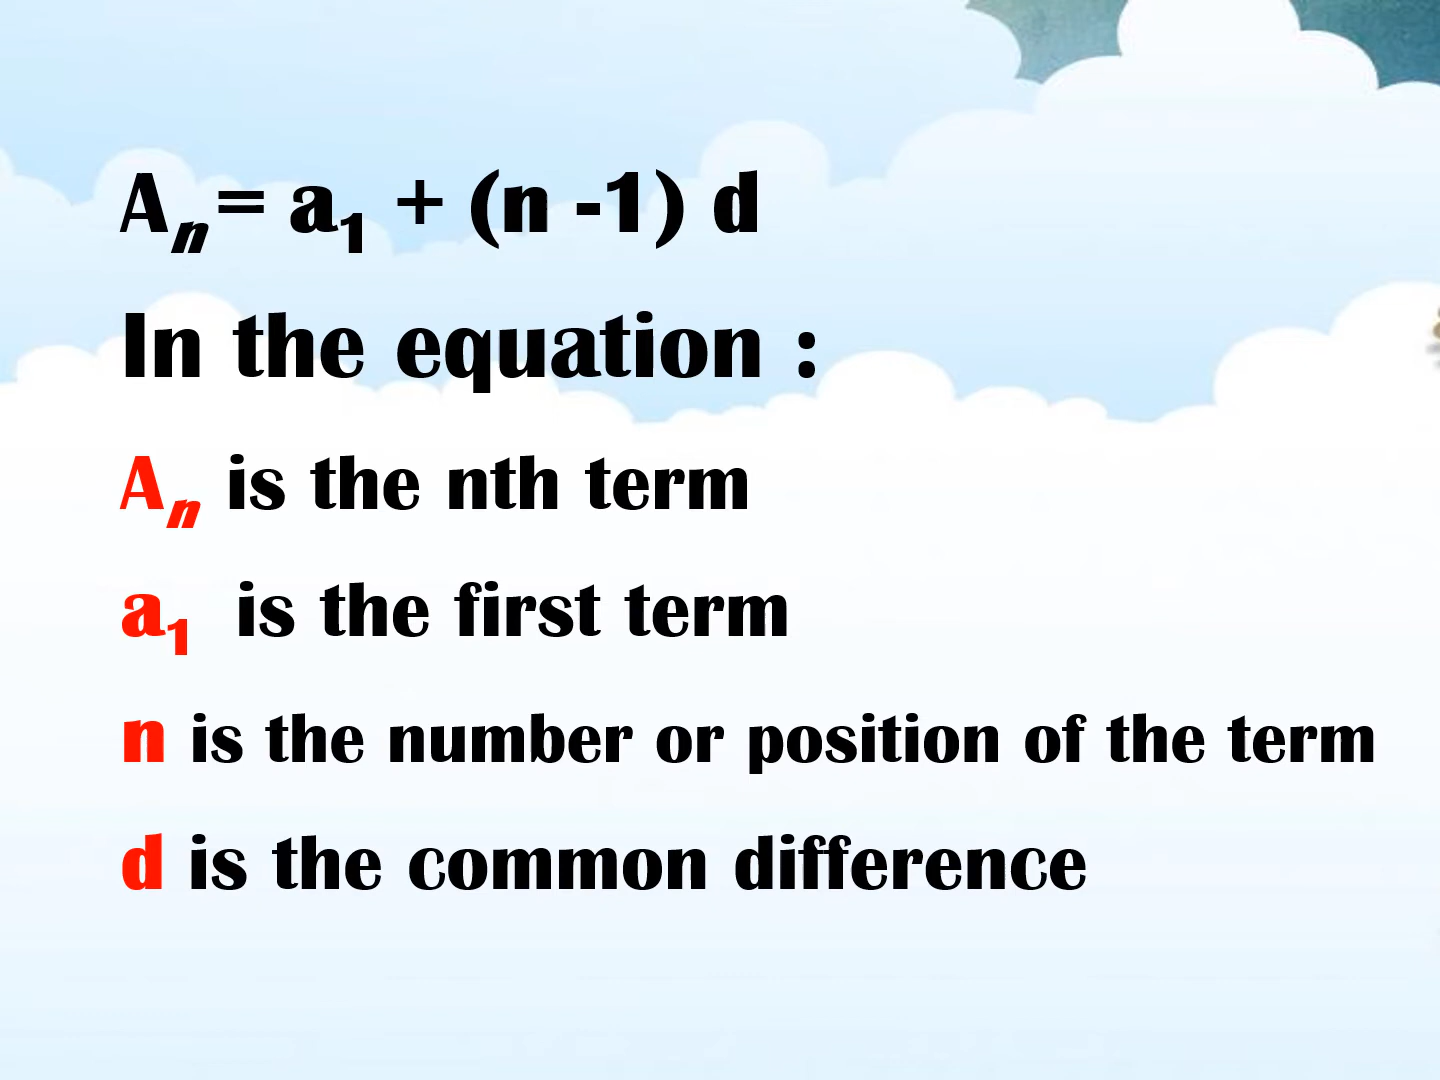 Aₙ = a₁ + (n -1) d
In the equation :
Aₙ is the nth term
a₁ is the first term
n is the number or position of the term
d is the common difference